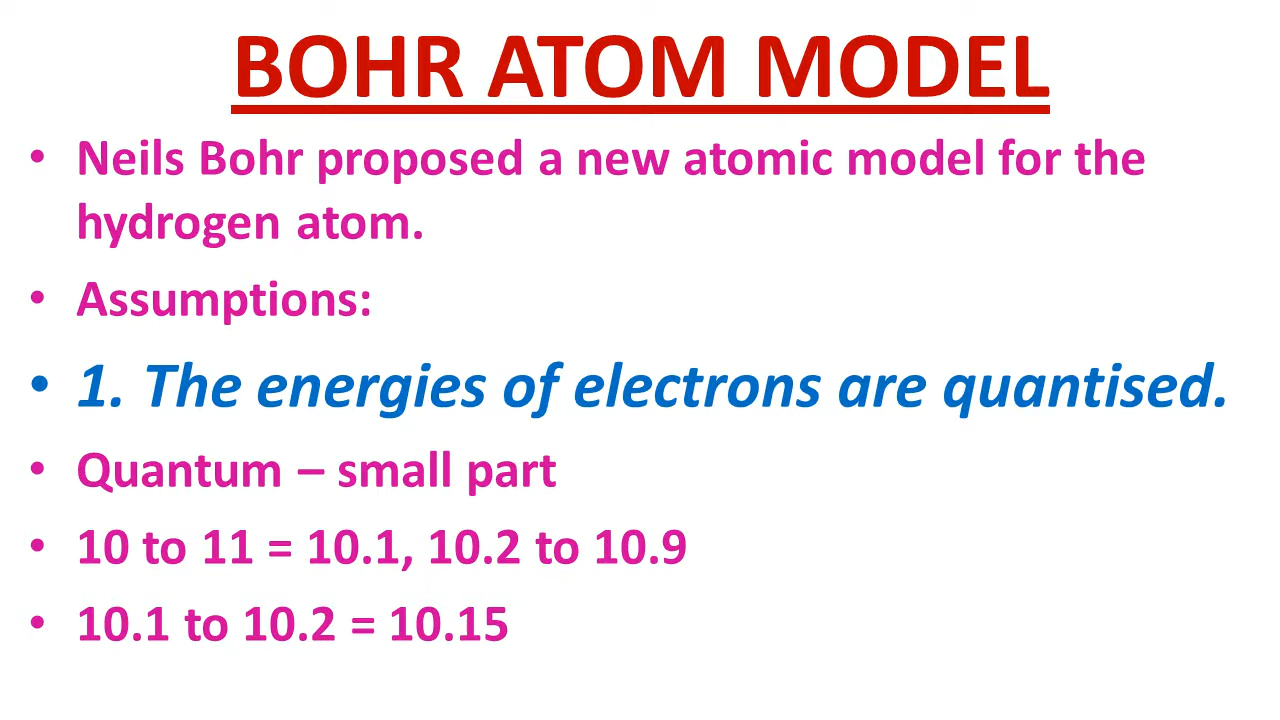 BOHR ATOM MODEL
• Neils Bohr proposed a new atomic model for the
hydrogen atom.
• Assumptions:
• 1. The energies of electrons are quantised.
• Quantum – small part
• 10 to 11 = 10.1, 10.2 to 10.9
• 10.1 to 10.2 = 10.15